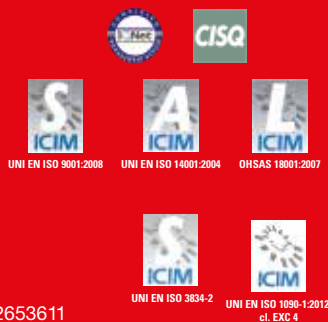 IQNet
CISQ
S
A
L
ICIM
ICIM
ICIM
UNI EN ISO 9001:2008
UNI EN ISO 14001:2004
OHSAS 18001:2007
S
ICIM
ICIM
UNI EN ISO 3834-2
UNI EN ISO 1090-1:2012
cl. EXC 4
2653611